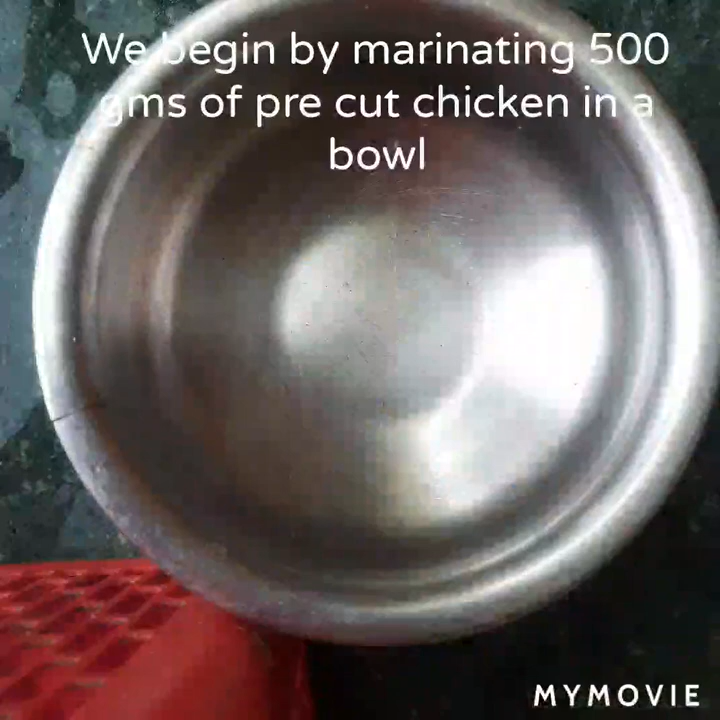 We begin by marinating 500
gms of pre cut chicken in a
bowl
MYMOVIE